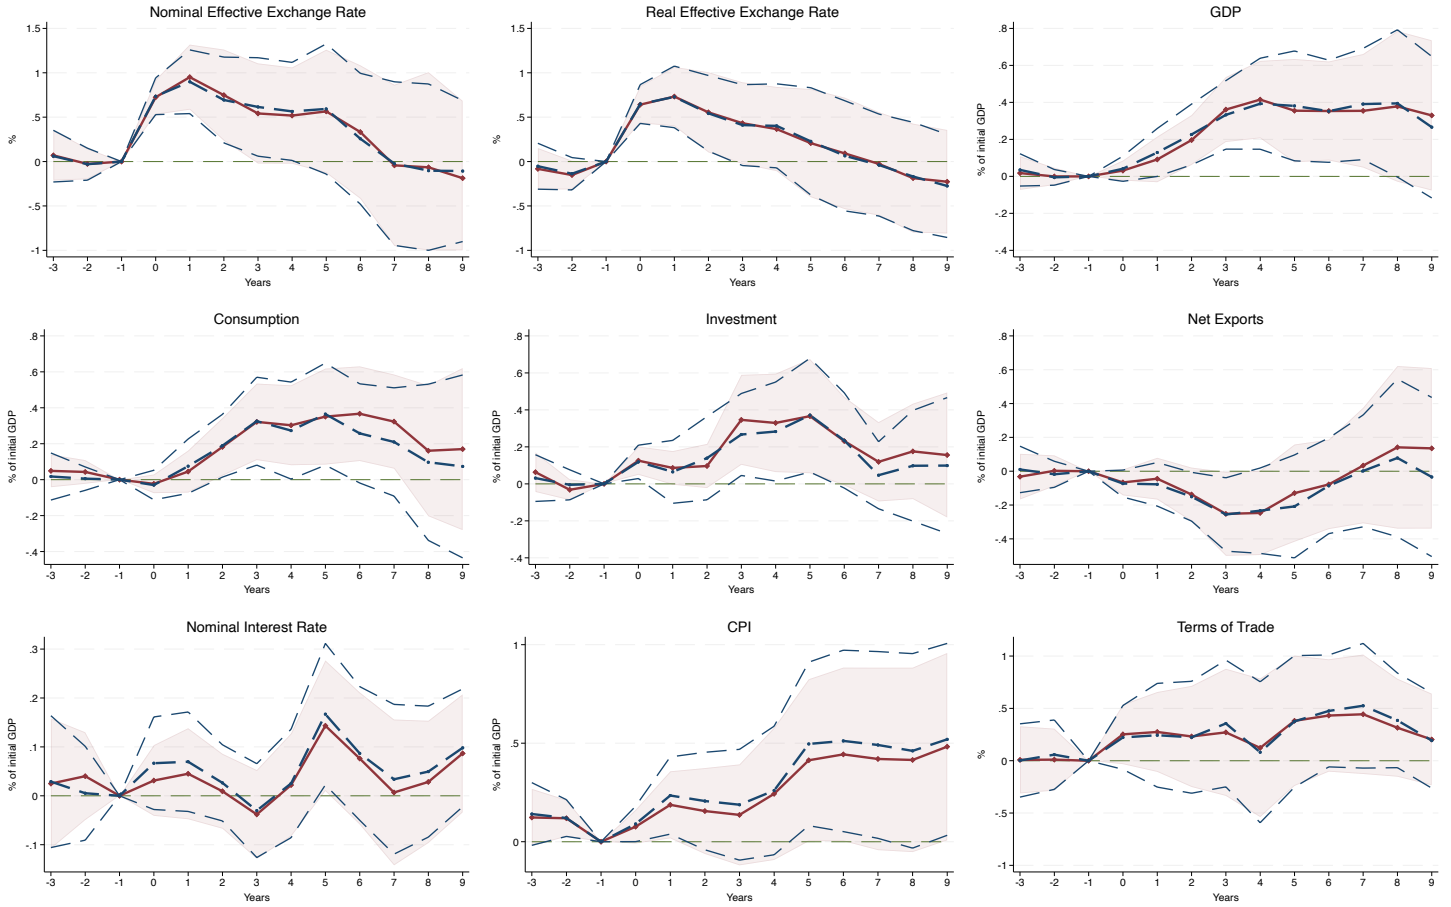 Nominal Effective Exchange Rate
1.5
1
.5
0
-.5
-1
%
-3 -2 -1 0 1 2 3 4 5 6 7 8 9
Years
Real Effective Exchange Rate
1.5
1
.5
0
-.5
-1
%
-3 -2 -1 0 1 2 3 4 5 6 7 8 9
Years
GDP
.8
.6
.4
.2
0
-.2
-.4
% of initial GDP
-3 -2 -1 0 1 2 3 4 5 6 7 8 9
Years
Consumption
.8
.6
.4
.2
0
-.2
-.4
% of initial GDP
-3 -2 -1 0 1 2 3 4 5 6 7 8 9
Years
Investment
.8
.6
.4
.2
0
-.2
-.4
% of initial GDP
-3 -2 -1 0 1 2 3 4 5 6 7 8 9
Years
Net Exports
.8
.6
.4
.2
0
-.2
-.4
% of initial GDP
-3 -2 -1 0 1 2 3 4 5 6 7 8 9
Years
Nominal Interest Rate
.3
.2
.1
0
-.1
% of initial GDP
-3 -2 -1 0 1 2 3 4 5 6 7 8 9
Years
CPI
1
.5
0
% of initial GDP
-3 -2 -1 0 1 2 3 4 5 6 7 8 9
Years
Terms of Trade
1
.5
0
-.5
-1
%
-3 -2 -1 0 1 2 3 4 5 6 7 8 9
Years